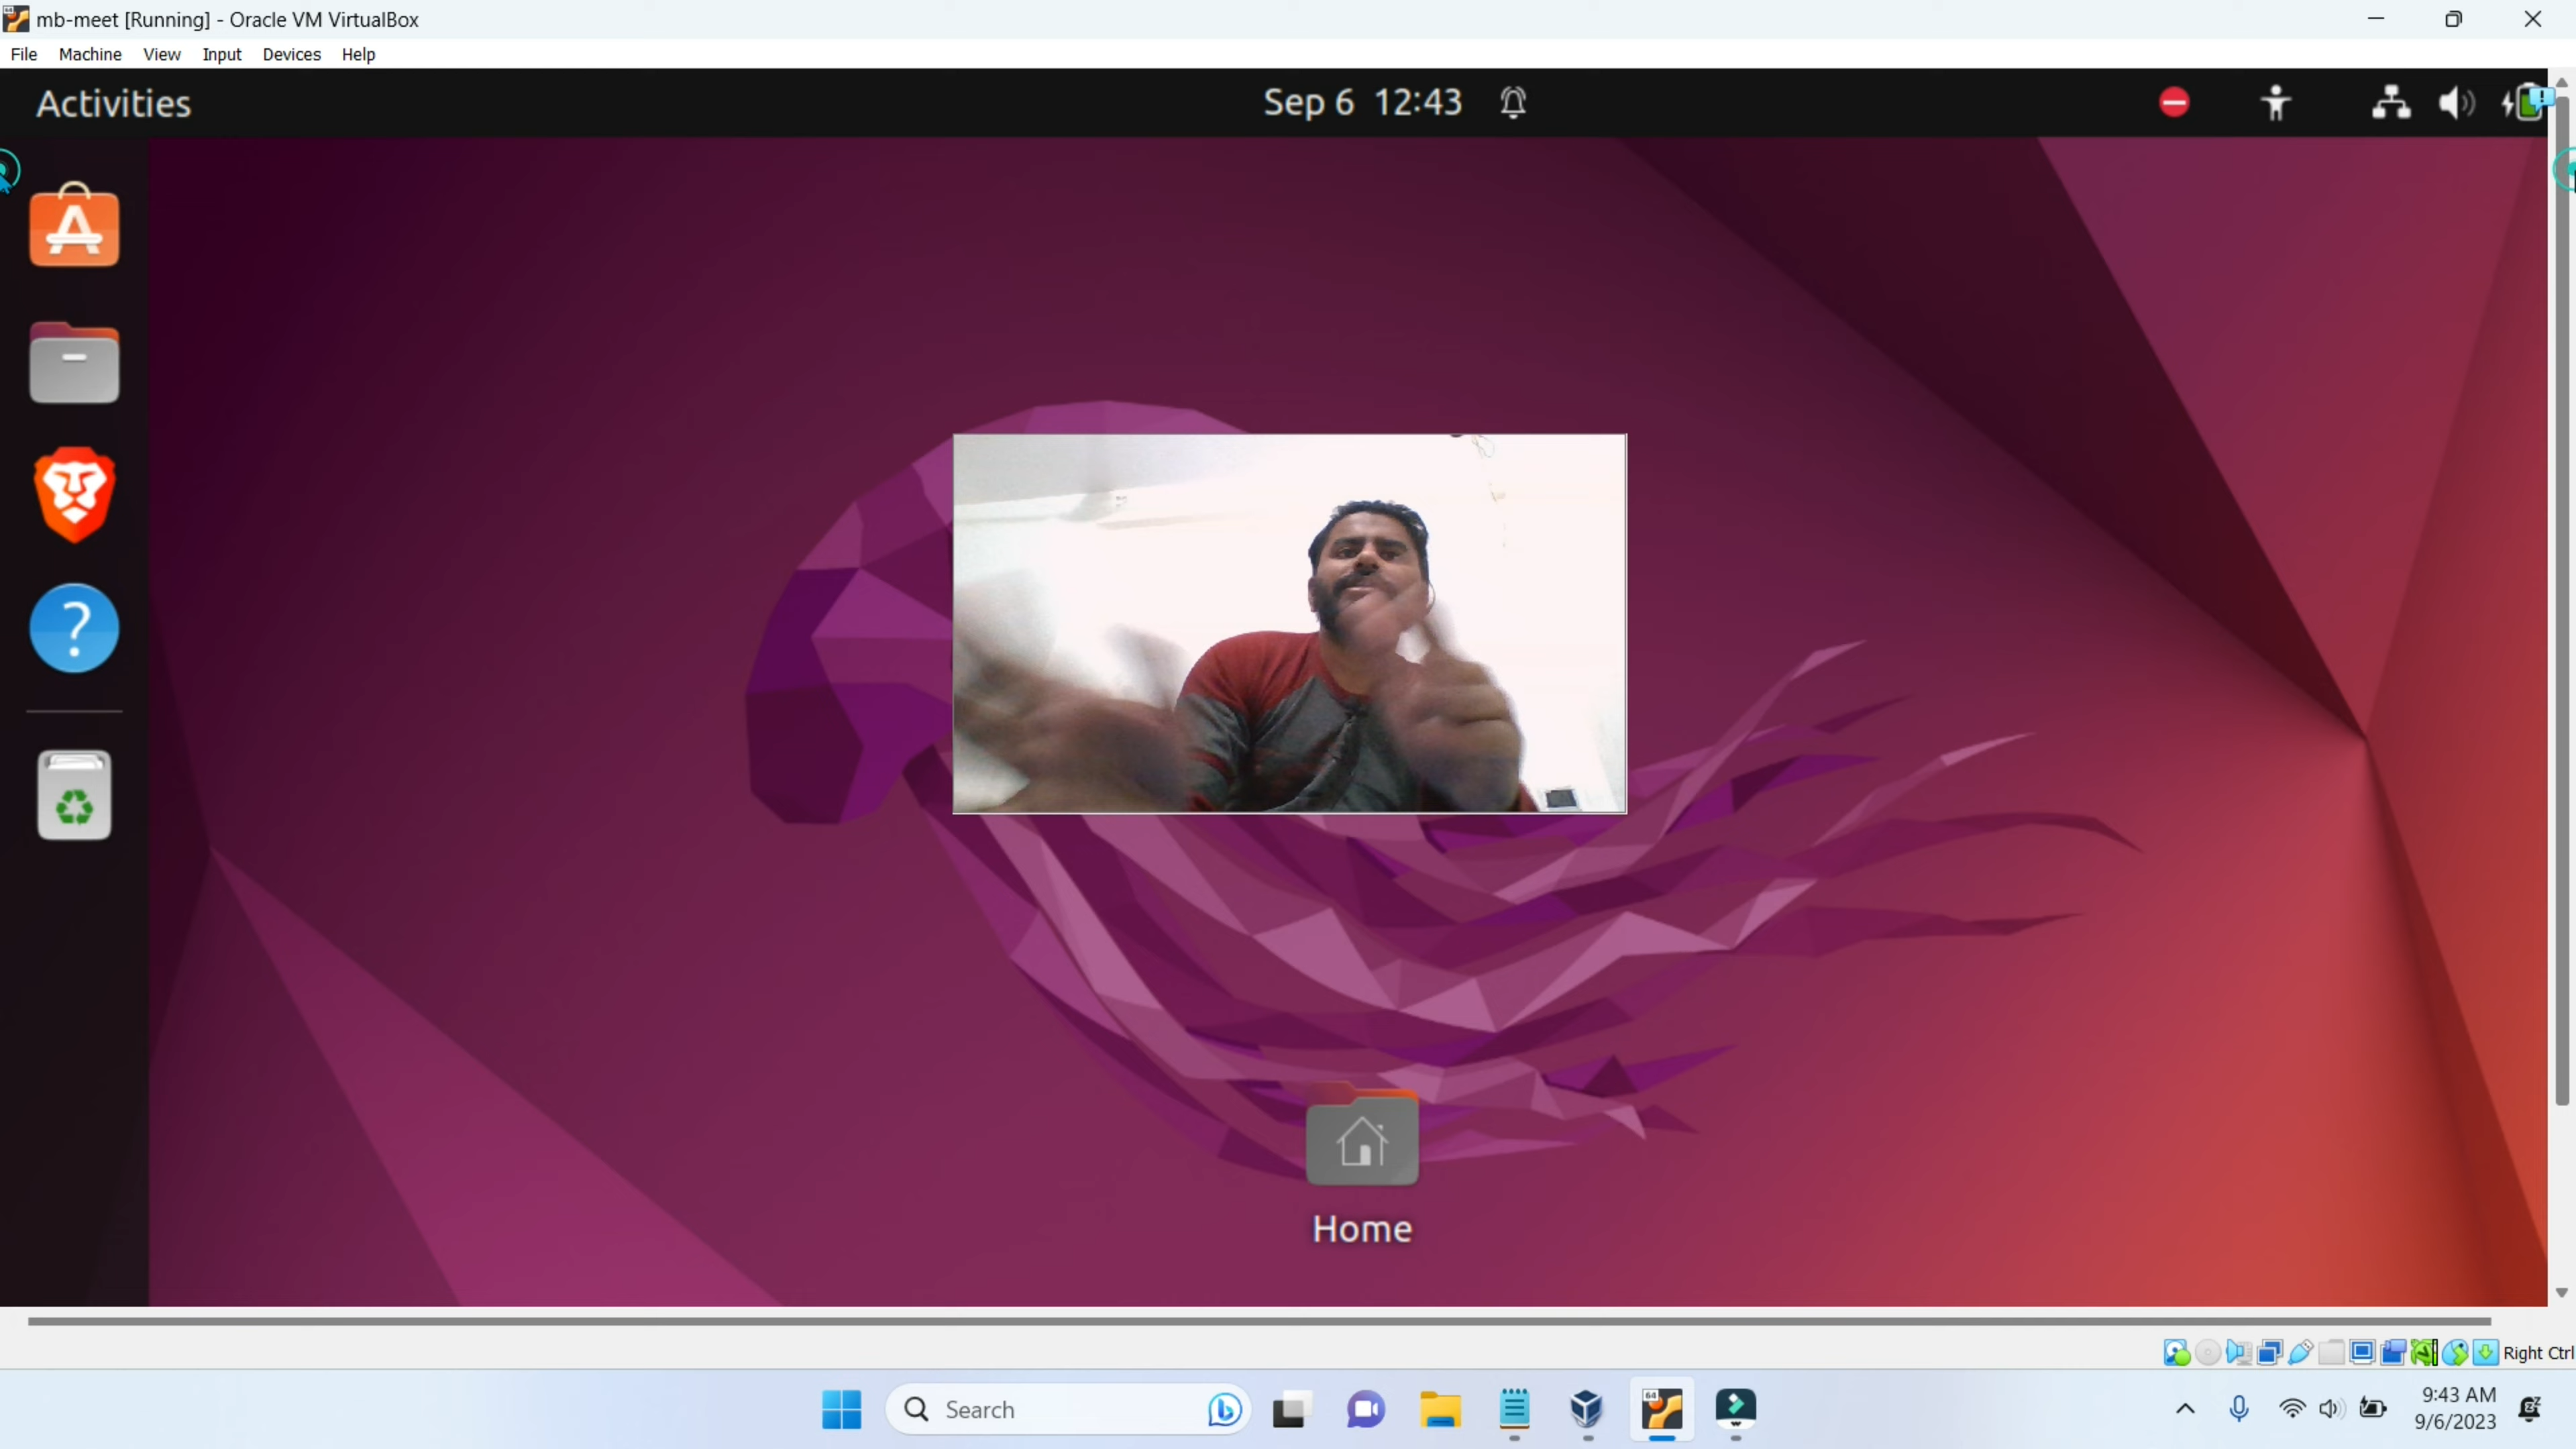 mb-meet [Running] - Oracle VM VirtualBox
File Machine View Input Devices Help
Activities
Sep 6 12:43
Home
Right Ctrl
Search
64
9:43 AM
9/6/2023